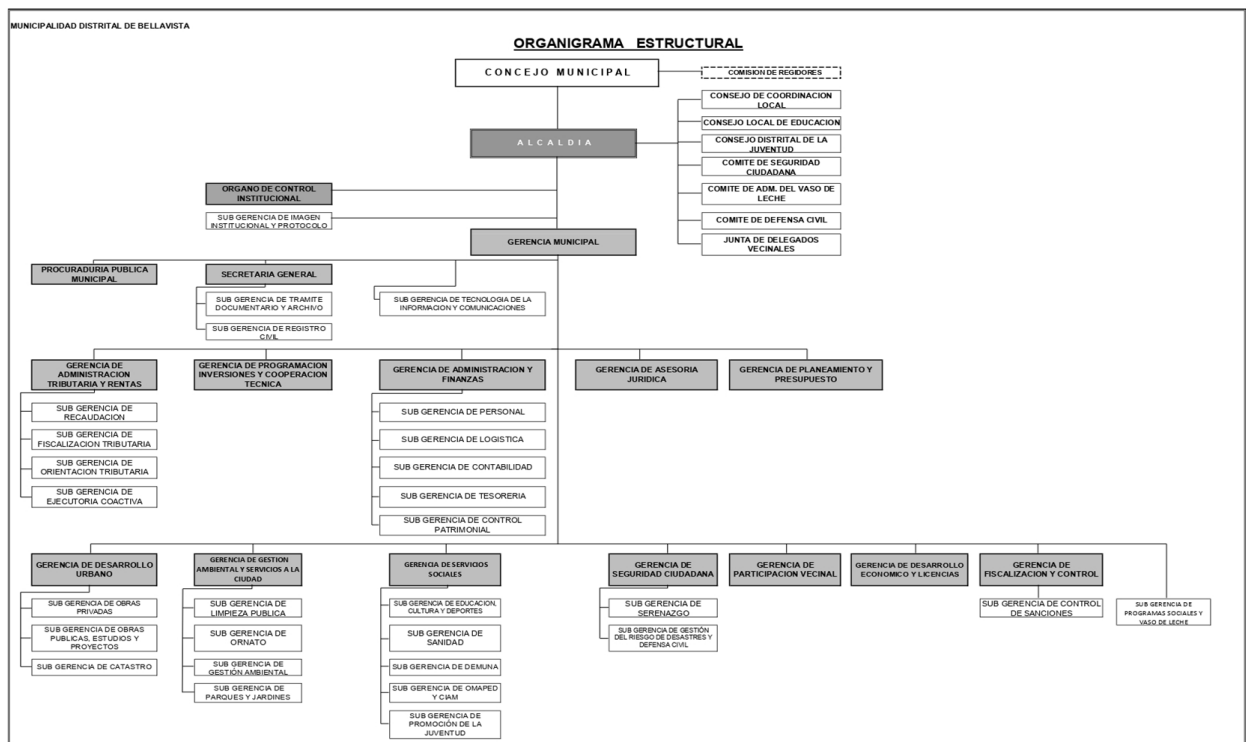 MUNICIPALIDAD DISTRITAL DE BELLAVISTA
ORGANIGRAMA ESTRUCTURAL
CONCEJO MUNICIPAL
COMISION DE REGIDORES
CONSEJO DE COORDINACION
LOCAL
CONSEJO LOCAL DE EDUCACION
ALCALDIA
CONSEJO DISTRITAL DE LA
JUVENTUD
COMITE DE SEGURIDAD
CIUDADANA
ORGANO DE CONTROL
INSTITUCIONAL
COMITE DE ADM. DEL VASO DE
LECHE
SUB GERENCIA DE IMAGEN
INSTITUCIONAL Y PROTOCOLO
COMITE DE DEFENSA CIVIL
GERENCIA MUNICIPAL
JUNTA DE DELEGADOS
VECINALES
PROCURADURIA PUBLICA
MUNICIPAL
SECRETARIA GENERAL
SUB GERENCIA DE TRAMITE
DOCUMENTARIO Y ARCHIVO
SUB GERENCIA DE REGISTRO
CIVIL
SUB GERENCIA DE TECNOLOGIA DE LA
INFORMACION Y COMUNICACIONES
GERENCIA DE
ADMINISTRACION
TRIBUTARIA Y RENTAS
GERENCIA DE PROGRAMACION
INVERSIONES Y COOPERACION
TECNICA
GERENCIA DE ADMINISTRACION Y
FINANZAS
GERENCIA DE ASESORIA
JURIDICA
GERENCIA DE PLANEAMIENTO Y
PRESUPUESTO
SUB GERENCIA DE
RECAUDACION
SUB GERENCIA DE
FISCALIZACION TRIBUTARIA
SUB GERENCIA DE
ORIENTACION TRIBUTARIA
SUB GERENCIA DE
EJECUTORIA COACTIVA
SUB GERENCIA DE PERSONAL
SUB GERENCIA DE LOGISTICA
SUB GERENCIA DE CONTABILIDAD
SUB GERENCIA DE TESORERIA
SUB GERENCIA DE CONTROL
PATRIMONIAL
GERENCIA DE DESARROLLO
URBANO
GERENCIA DE GESTION
AMBIENTAL Y SERVICIOS A LA
CIUDAD
GERENCIA DE SERVICIOS
SOCIALES
GERENCIA DE
SEGURIDAD CIUDADANA
GERENCIA DE
PARTICIPACION VECINAL
GERENCIA DE DESARROLLO
ECONOMICO Y LICENCIAS
GERENCIA DE
FISCALIZACION Y CONTROL
SUB GERENCIA DE OBRAS
PRIVADAS
SUB GERENCIA DE OBRAS
PUBLICAS, ESTUDIOS Y
PROYECTOS
SUB GERENCIA DE CATASTRO
SUB GERENCIA DE
LIMPIEZA PUBLICA
SUB GERENCIA DE
ORNATO
SUB GERENCIA DE
GESTIÓN AMBIENTAL
SUB GERENCIA DE
PARQUES Y JARDINES
SUB GERENCIA DE EDUCACION,
CULTURA Y DEPORTES
SUB GERENCIA DE
SANIDAD
SUB GERENCIA DE DEMUNA
SUB GERENCIA DE OMAPED
Y CIAM
SUB GERENCIA DE
PROMOCIÓN DE LA
JUVENTUD
SUB GERENCIA DE
SERENAZGO
SUB GERENCIA DE GESTIÓN
DEL RIESGO DE DESASTRES Y
DEFENSA CIVIL
SUB GERENCIA DE CONTROL
DE SANCIONES
SUB GERENCIA DE
PROGRAMAS SOCIALES Y
VASO DE LECHE